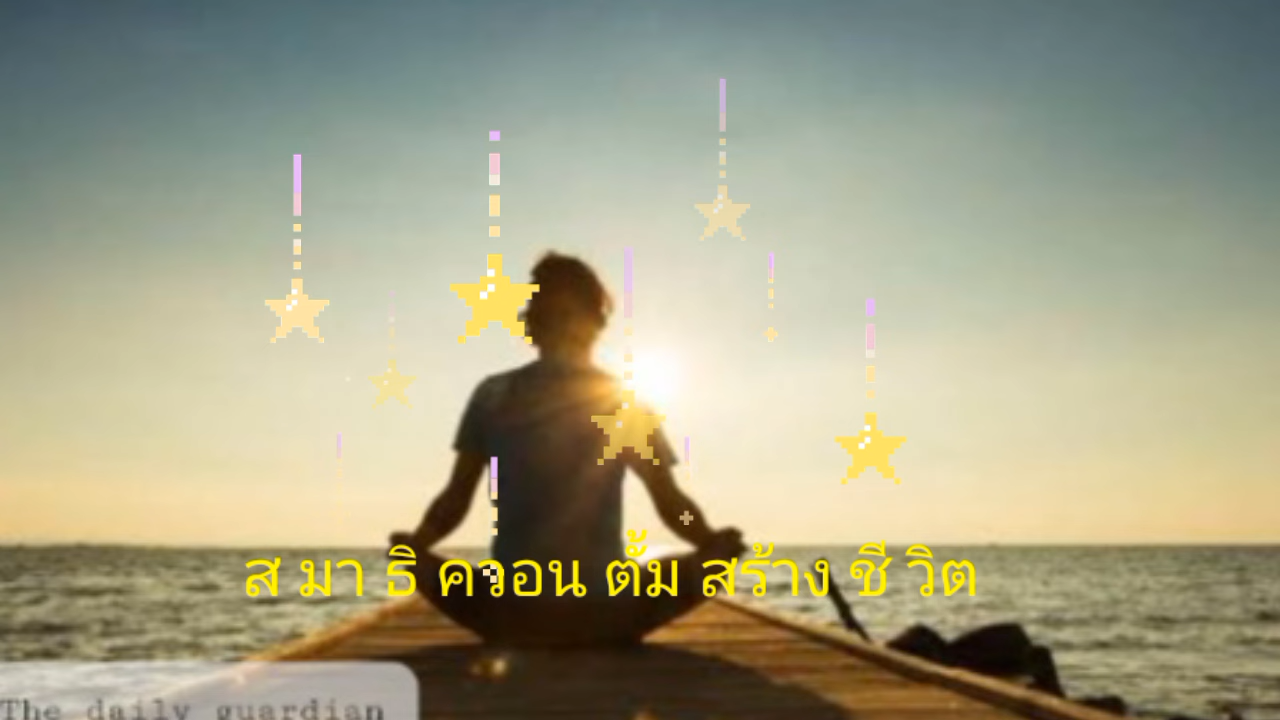 ส มา ธิ ควอน ตั้ม สร้าง ชี วิต
The daily guardian